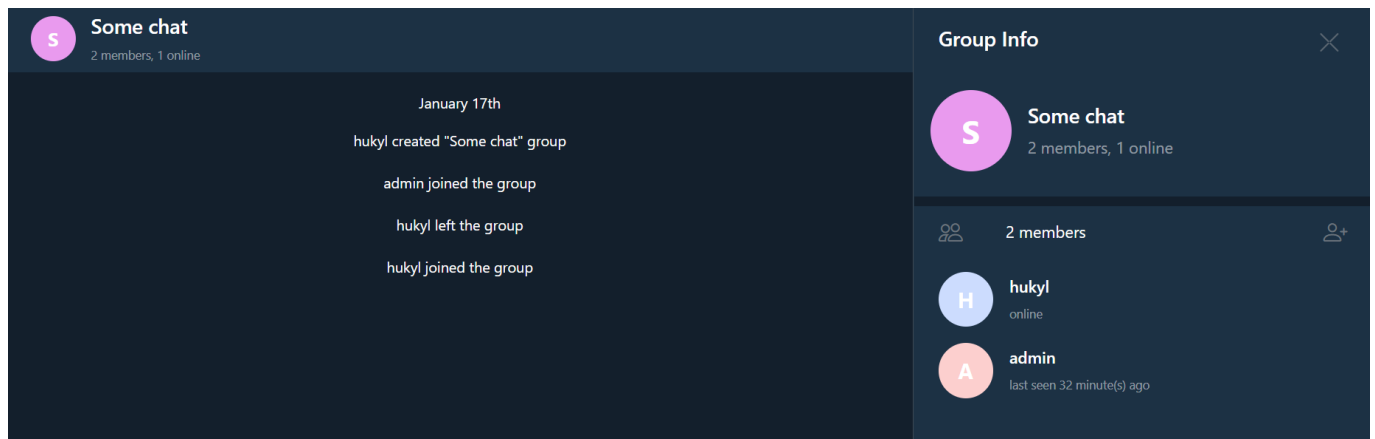 S
Some chat
2 members, 1 online
January 17th
hukyl created "Some chat" group
admin joined the group
hukyl left the group
hukyl joined the group
Group Info
S
Some chat
2 members, 1 online
2 members
H
hukyl
online
A
admin
last seen 32 minute(s) ago